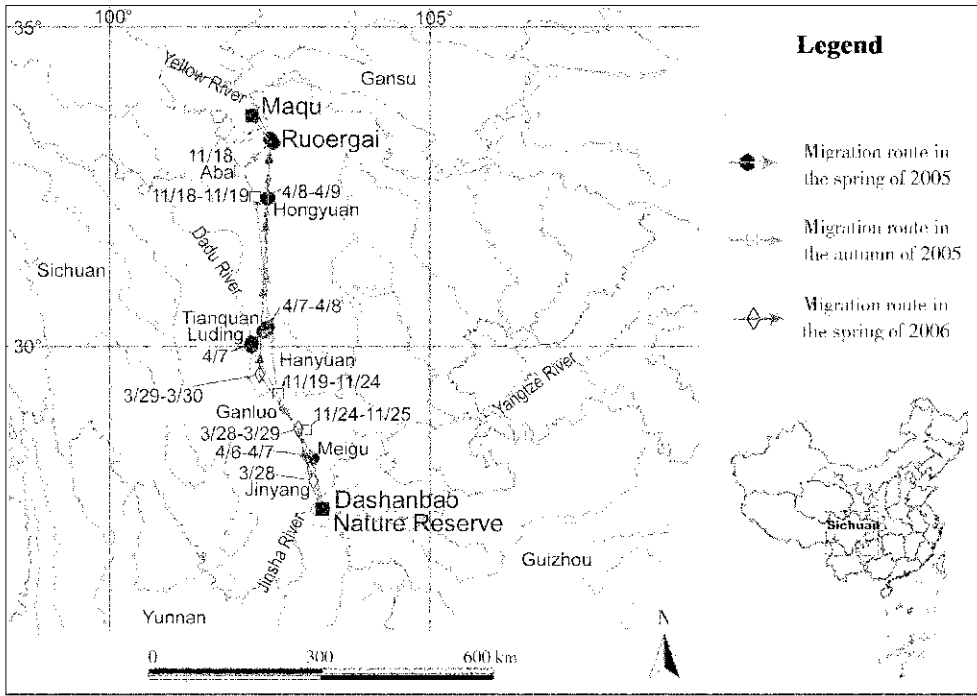 100°
105°
35°
Yellow River
Gansu
Maqu
Ruoergai
11/18
Aba
11/18-11/19
4/8-4/9
Hongyuan
Dadu River
Sichuan
4/7-4/8
Tianquan
Luding
30°
4/7
Hanyuan
3/29-3/30
11/19-11/24
Yangtze River
Ganluo
11/24-11/25
3/28-3/29
4/6-4/7
Meigu
3/28
Jinyang
Dashanbao
Nature Reserve
Jinsha River
Guizhou
Yunnan
N
0 300 600 km
Legend
Migration route in
the spring of 2005
Migration route in
the autumn of 2005
Migration route in
the spring of 2006
Sichuan